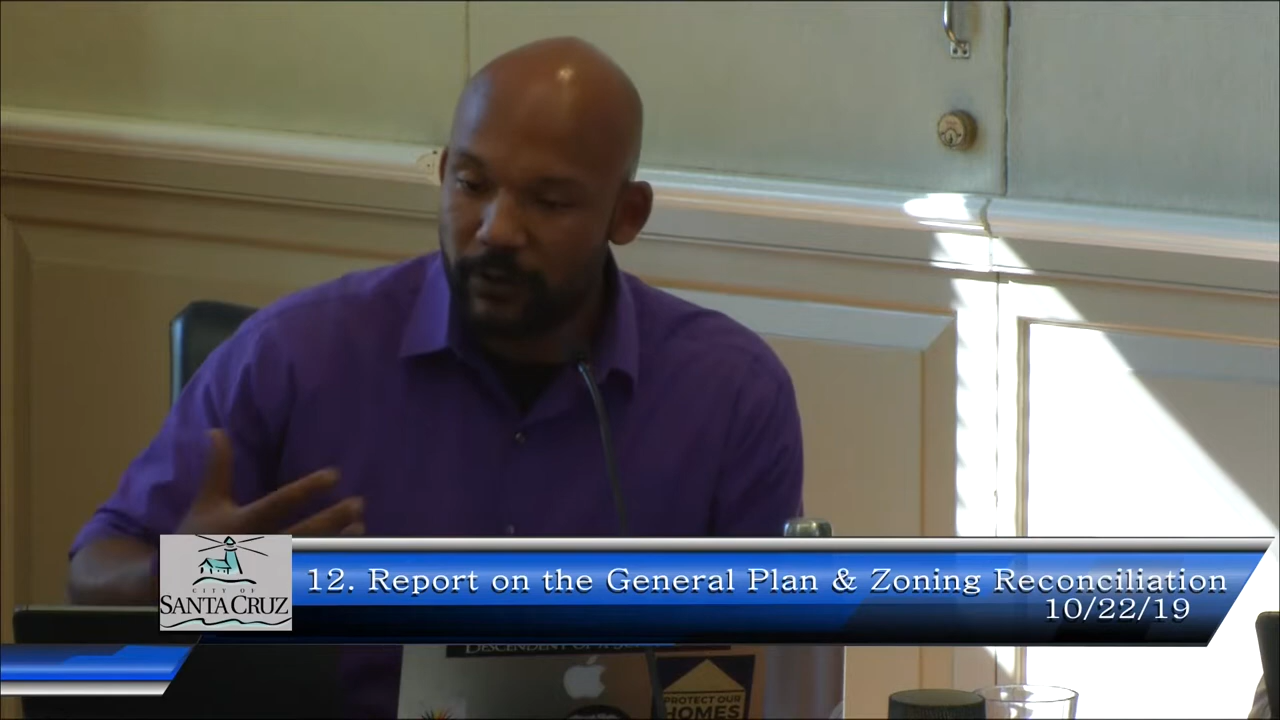 12. Report on the General Plan & Zoning Reconciliation
10/22/19
CITY OF
SANTA CRUZ
DESCENDENT OF
PROTECT OUR
HOMES